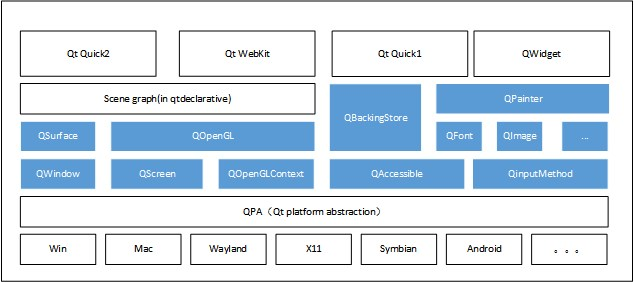 Qt Quick2
Qt WebKit
Qt Quick1
QWidget
Scene graph(in qtdeclarative)
QBackingStore
QPainter
QSurface
QOpenGL
QFont
QImage
...
QWindow
QScreen
QOpenGLContext
QAccessible
QinputMethod
QPA（Qt platform abstraction）
Win
Mac
Wayland
X11
Symbian
Android
。。。